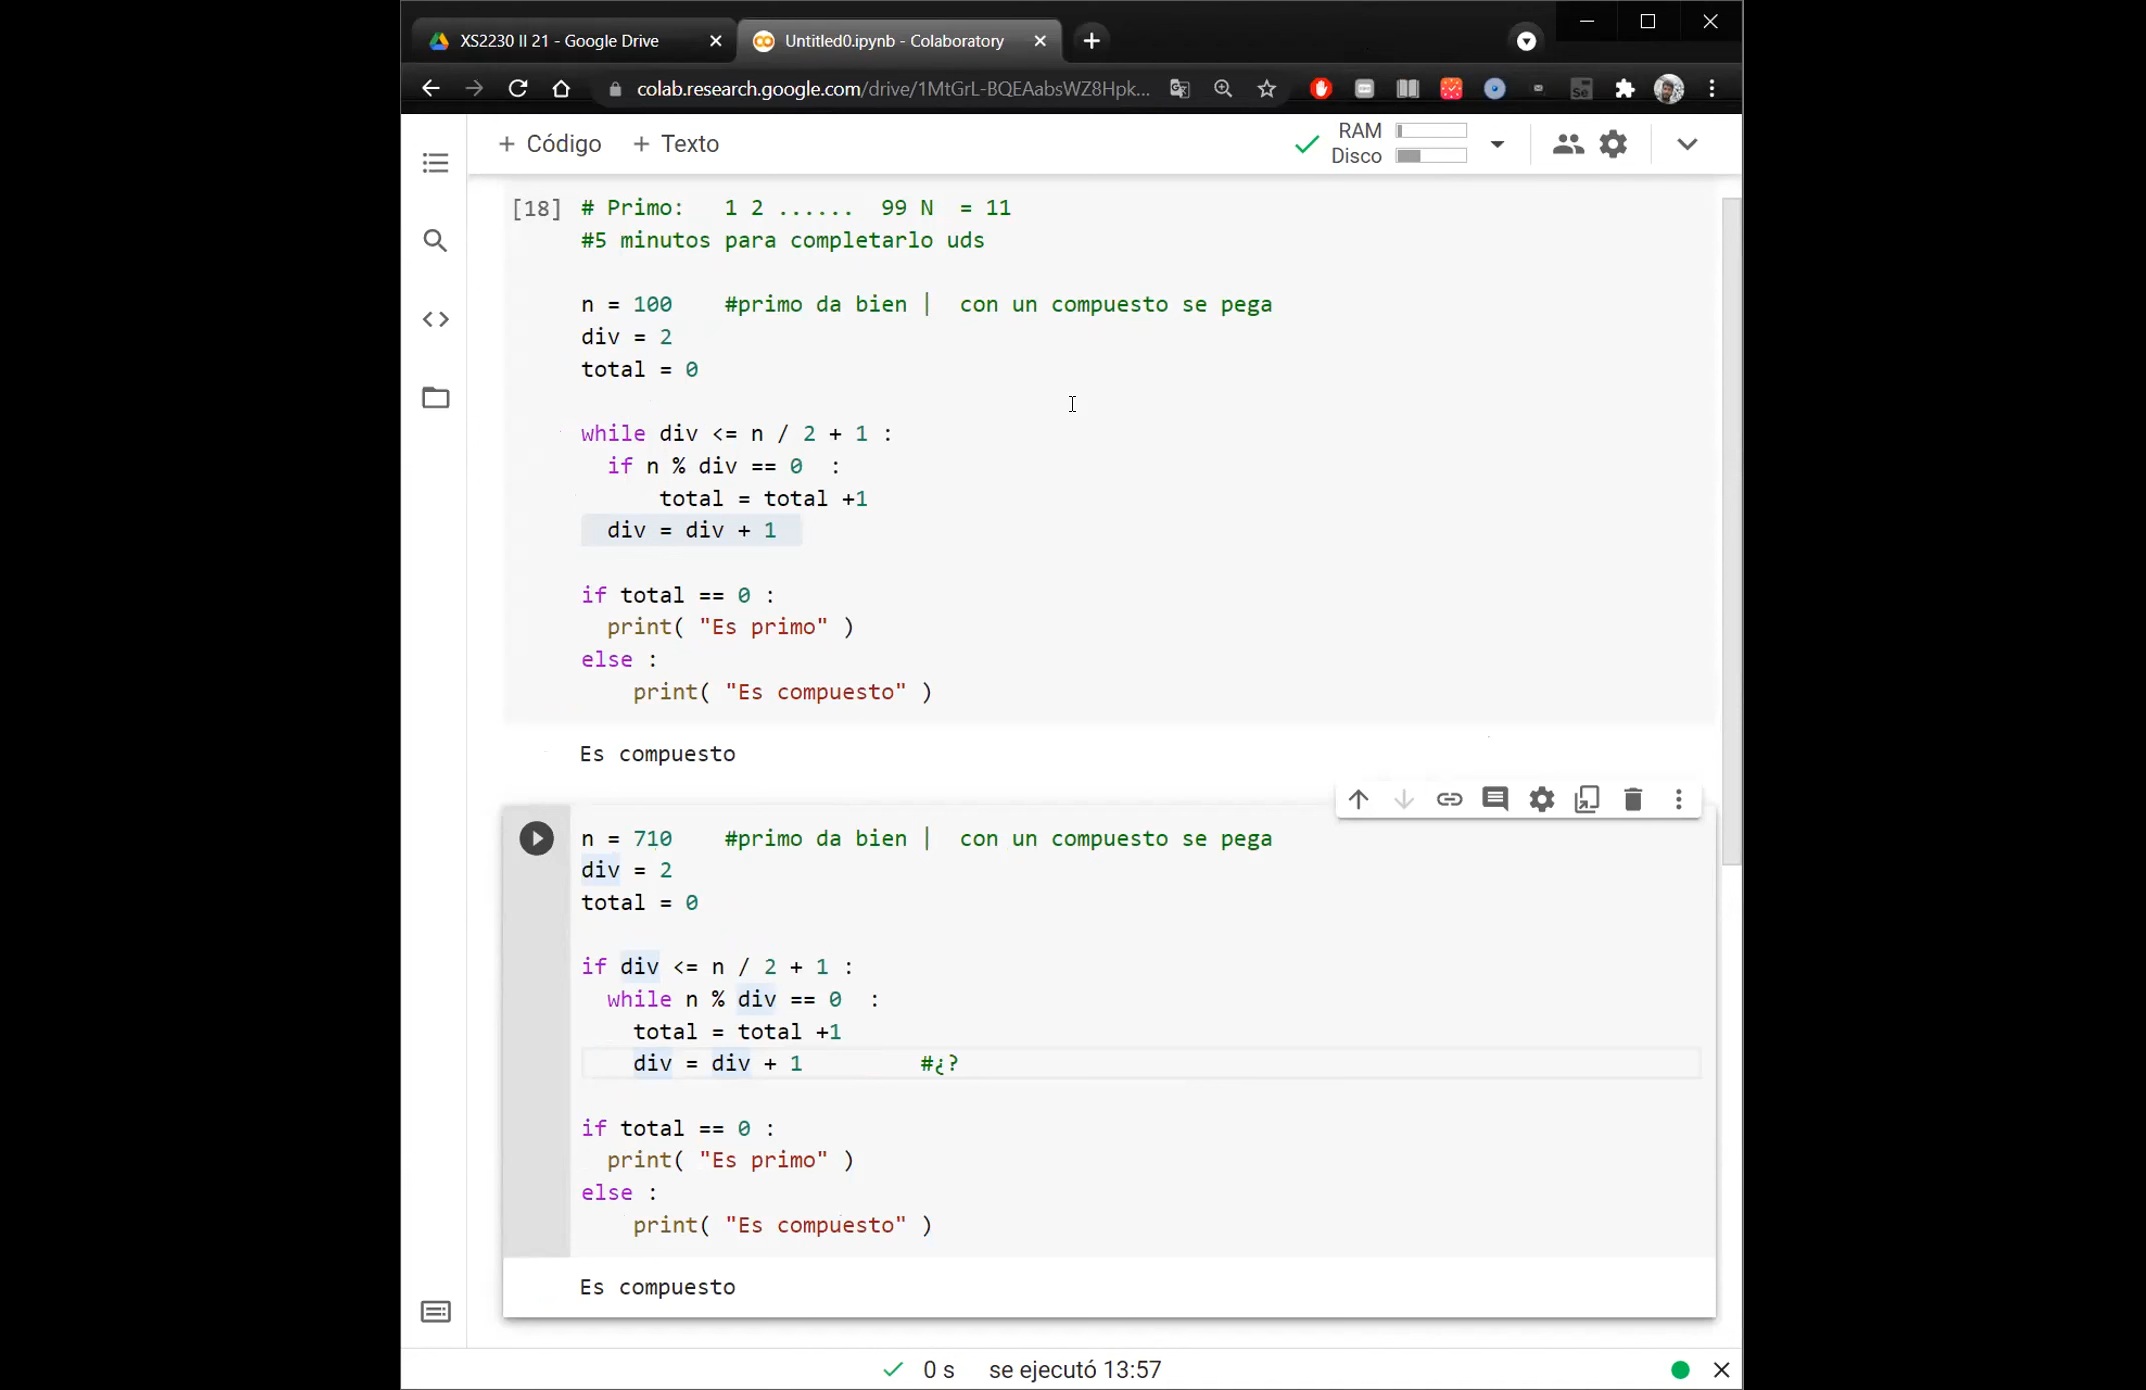 XS2230 II 21 - Google Drive
Untitled0.ipynb - Colaboratory
colab.research.google.com/drive/1MtGrL-BQEAabsWZ8Hpk...
+ Código + Texto
RAM
Disco
[18] # Primo: 1 2 ...... 99 N = 11
#5 minutos para completarlo uds
n = 100 #primo da bien | con un compuesto se pega
div = 2
total = 0
while div <= n / 2 + 1 :
if n % div == 0 :
total = total +1
div = div + 1
if total == 0 :
print( "Es primo" )
else :
print( "Es compuesto" )
Es compuesto
n = 710 #primo da bien | con un compuesto se pega
div = 2
total = 0
if div <= n / 2 + 1 :
while n % div == 0 :
total = total +1
div = div + 1 #¿?
if total == 0 :
print( "Es primo" )
else :
print( "Es compuesto" )
Es compuesto
0 s se ejecutó 13:57